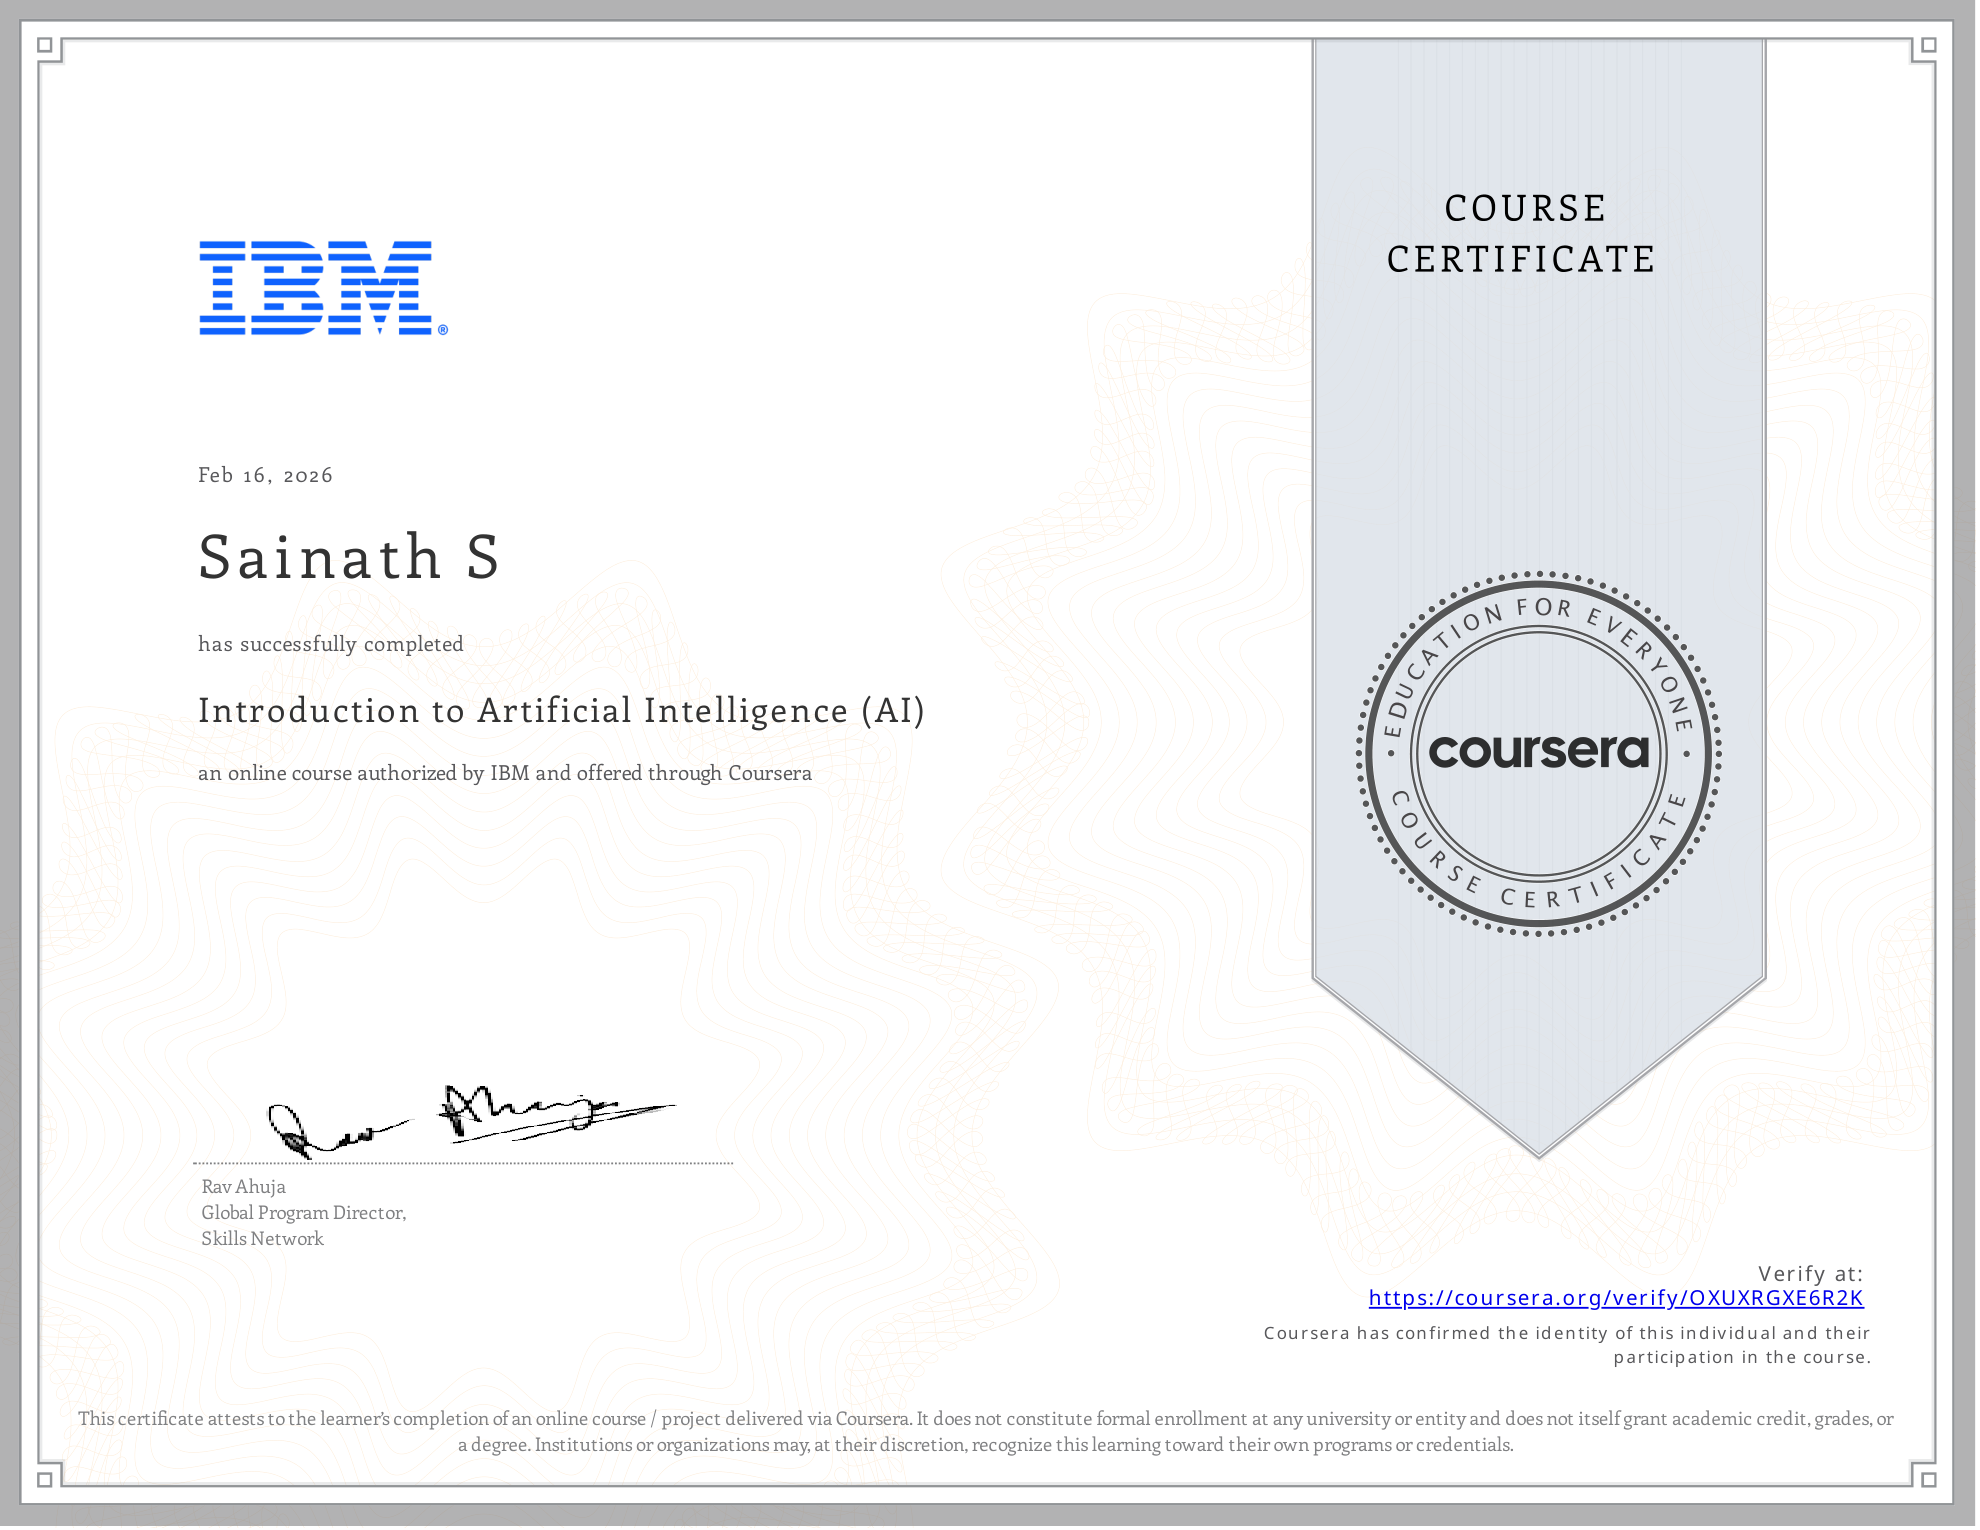 IBM®
COURSE
CERTIFICATE
Feb 16, 2026
Sainath S
has successfully completed
Introduction to Artificial Intelligence (AI)
an online course authorized by IBM and offered through Coursera
EDUCATION FOR EVERYONE
coursera
COURSE CERTIFICATE
Rav Ahuja
Global Program Director,
Skills Network
Verify at:
https://coursera.org/verify/OXUXRGXE6R2K
Coursera has confirmed the identity of this individual and their
participation in the course.
This certificate attests to the learner's completion of an online course / project delivered via Coursera. It does not constitute formal enrollment at any university or entity and does not itself grant academic credit, grades, or
a degree. Institutions or organizations may, at their discretion, recognize this learning toward their own programs or credentials.